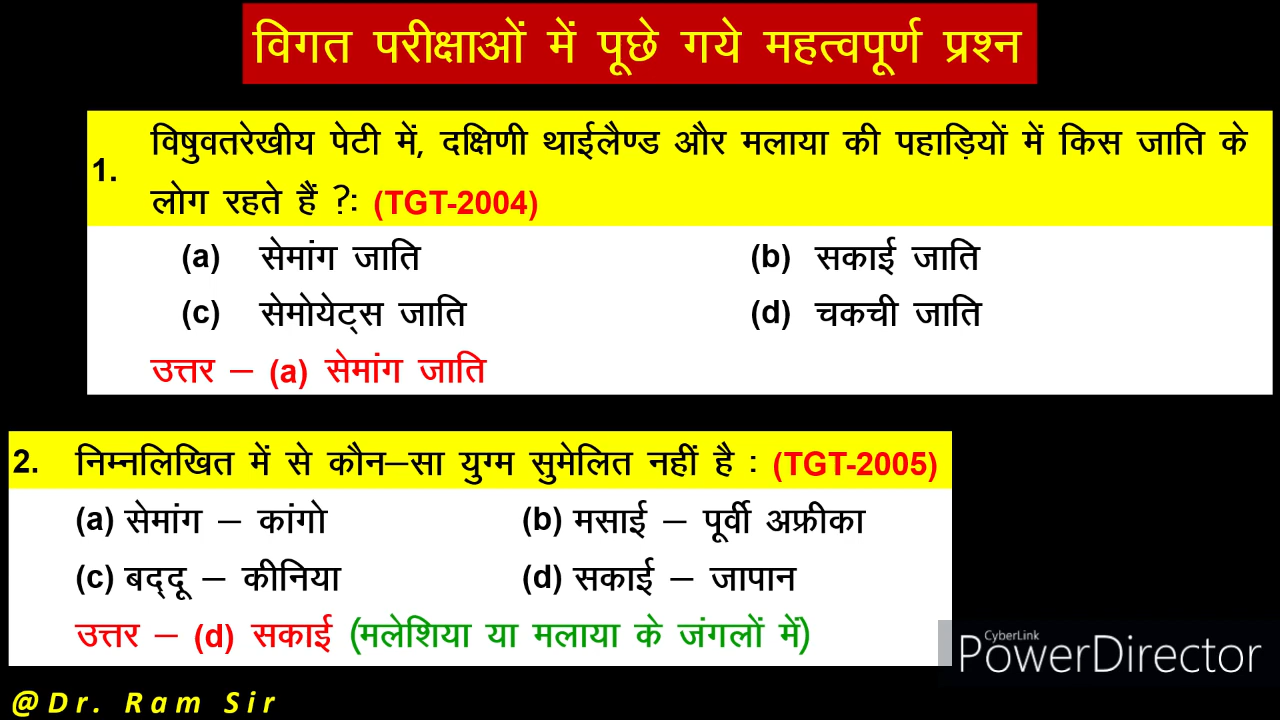 विगत परीक्षाओं में पूछे गये महत्वपूर्ण प्रश्न
1. विषुवतरेखीय पेटी में, दक्षिणी थाईलैण्ड और मलाया की पहाड़ियों में किस जाति के
लोग रहते हैं ?: (TGT-2004)
(a) सेमांग जाति (b) सकाई जाति
(c) सेमोयेट्स जाति (d) चकची जाति
उत्तर – (a) सेमांग जाति
2. निम्नलिखित में से कौन–सा युग्म सुमेलित नहीं है : (TGT-2005)
(a) सेमांग – कांगो (b) मसाई – पूर्वी अफ्रीका
(c) बद्दू – कीनिया (d) सकाई – जापान
उत्तर – (d) सकाई (मलेशिया या मलाया के जंगलों में)
CyberLink
PowerDirector
@Dr. Ram Sir